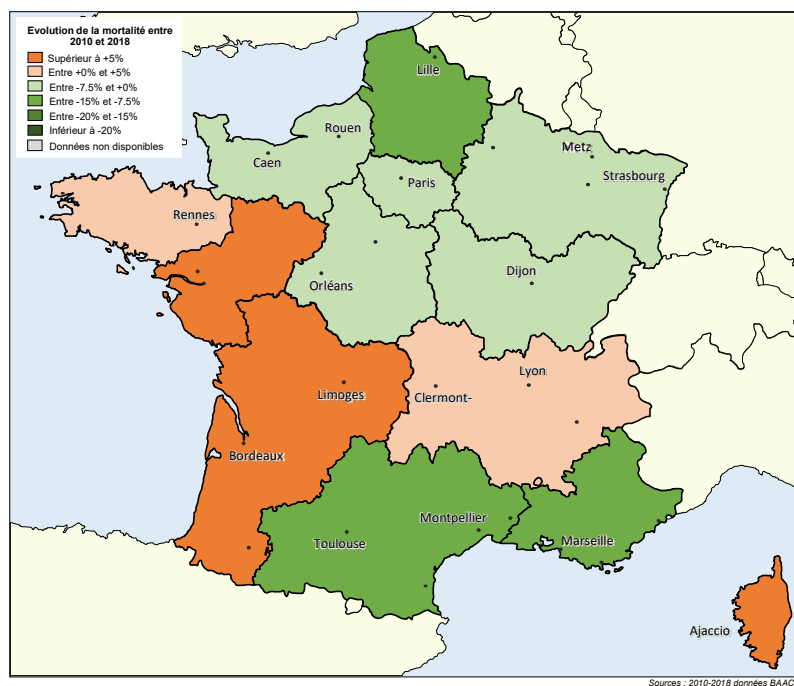 Evolution de la mortalité entre
2010 et 2018
Supérieur à +5%
Entre +0% et +5%
Entre -7.5% et +0%
Entre -15% et -7.5%
Entre -20% et -15%
Inférieur à -20%
Données non disponibles
Lille
Rouen
Caen
Metz
Paris
Strasbourg
Rennes
Orléans
Dijon
Lyon
Limoges
Clermont-
Bordeaux
Montpellier
Toulouse
Marseille
Ajaccio
Sources : 2010-2018 données BAAC